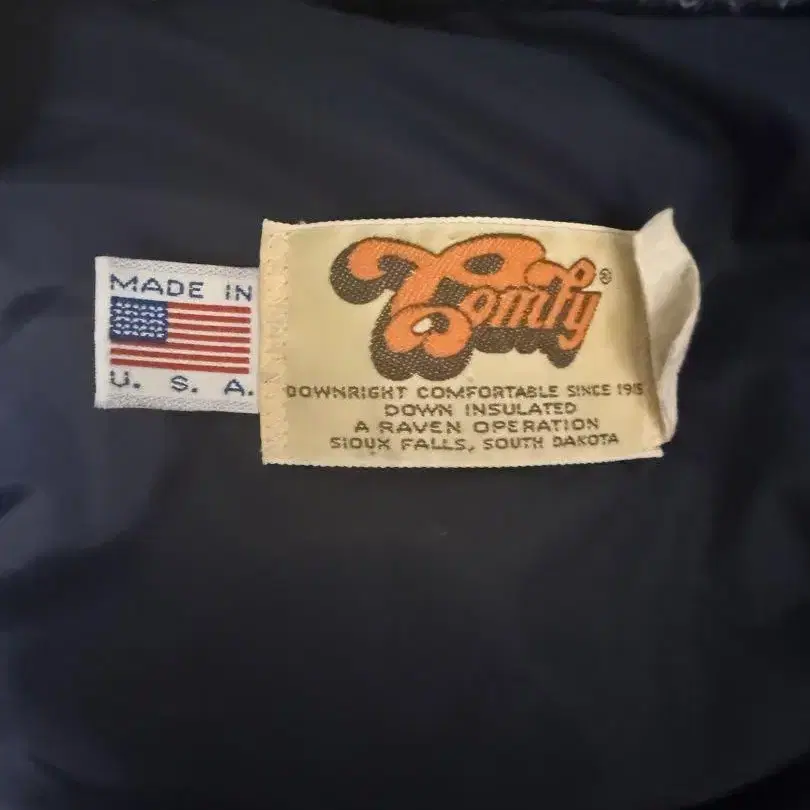 MADE IN
U. S. A.
Comfy®
DOWNRIGHT COMFORTABLE SINCE 1915
DOWN INSULATED
A RAVEN OPERATION
SIOUX FALLS, SOUTH DAKOTA